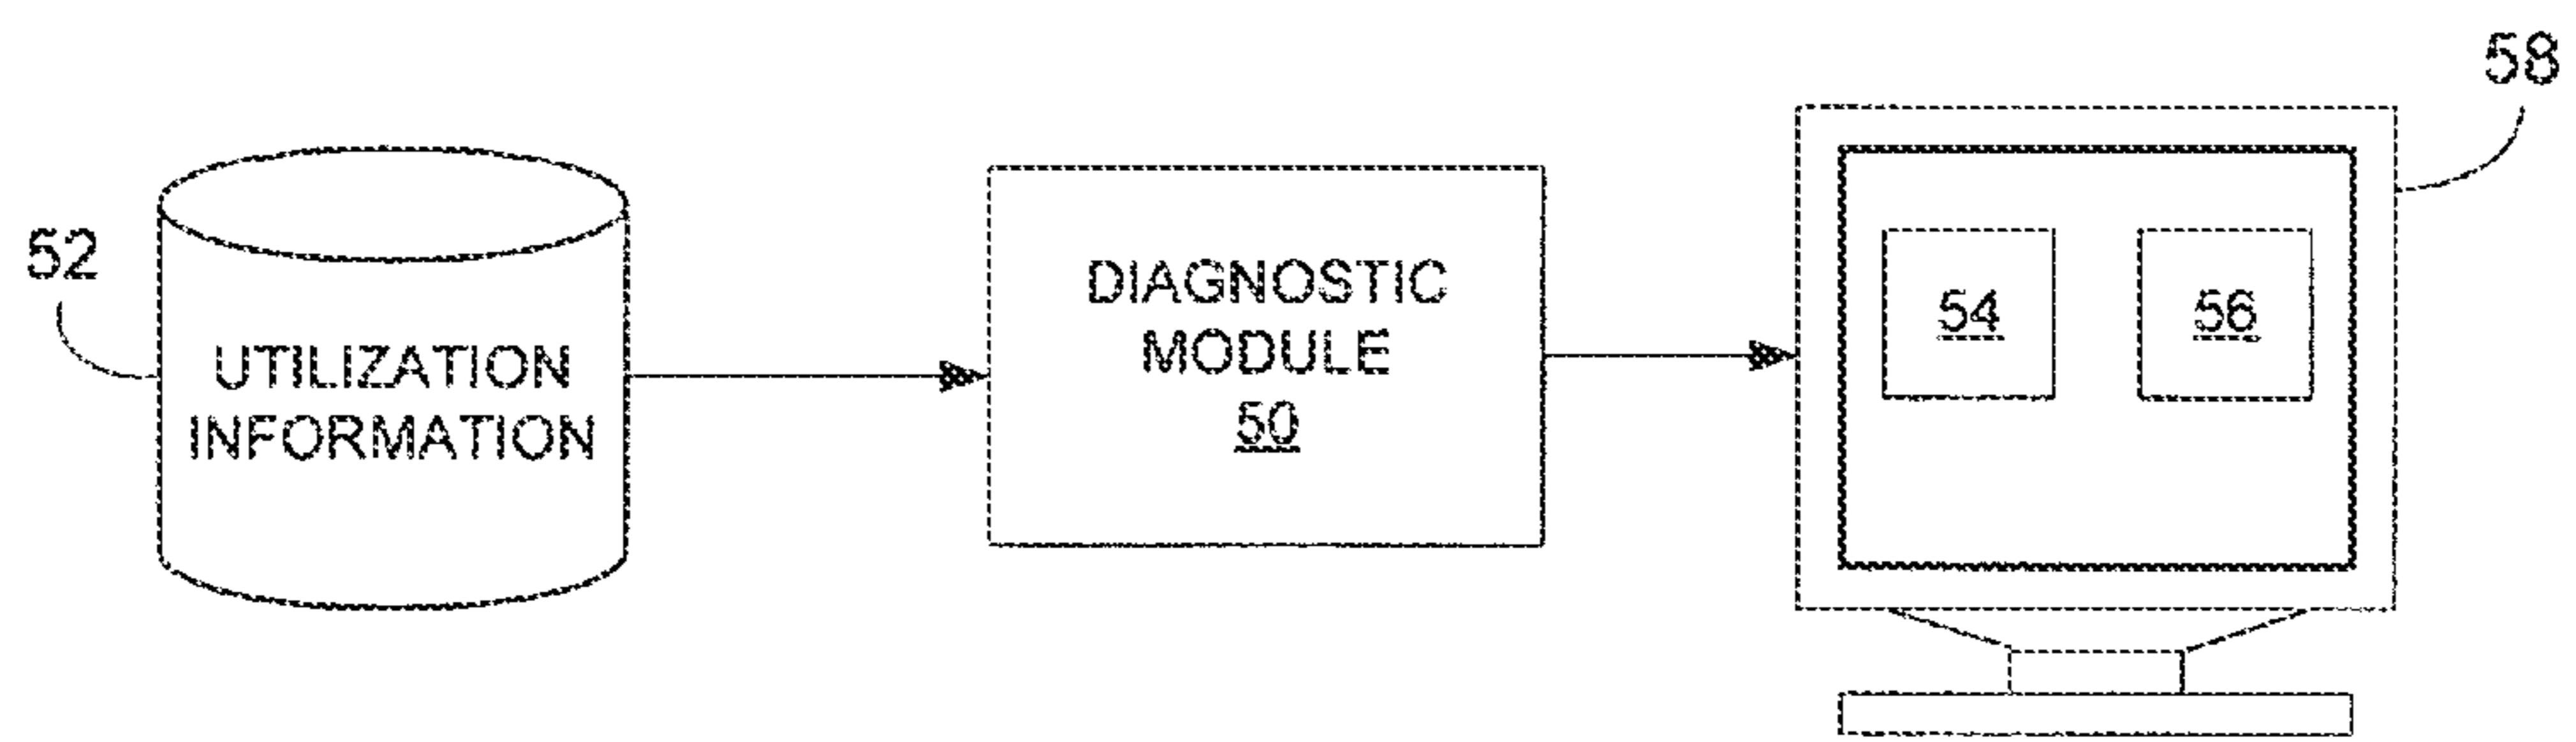 58
52
UTILIZATION
INFORMATION
DIAGNOSTIC
MODULE
50
54
56